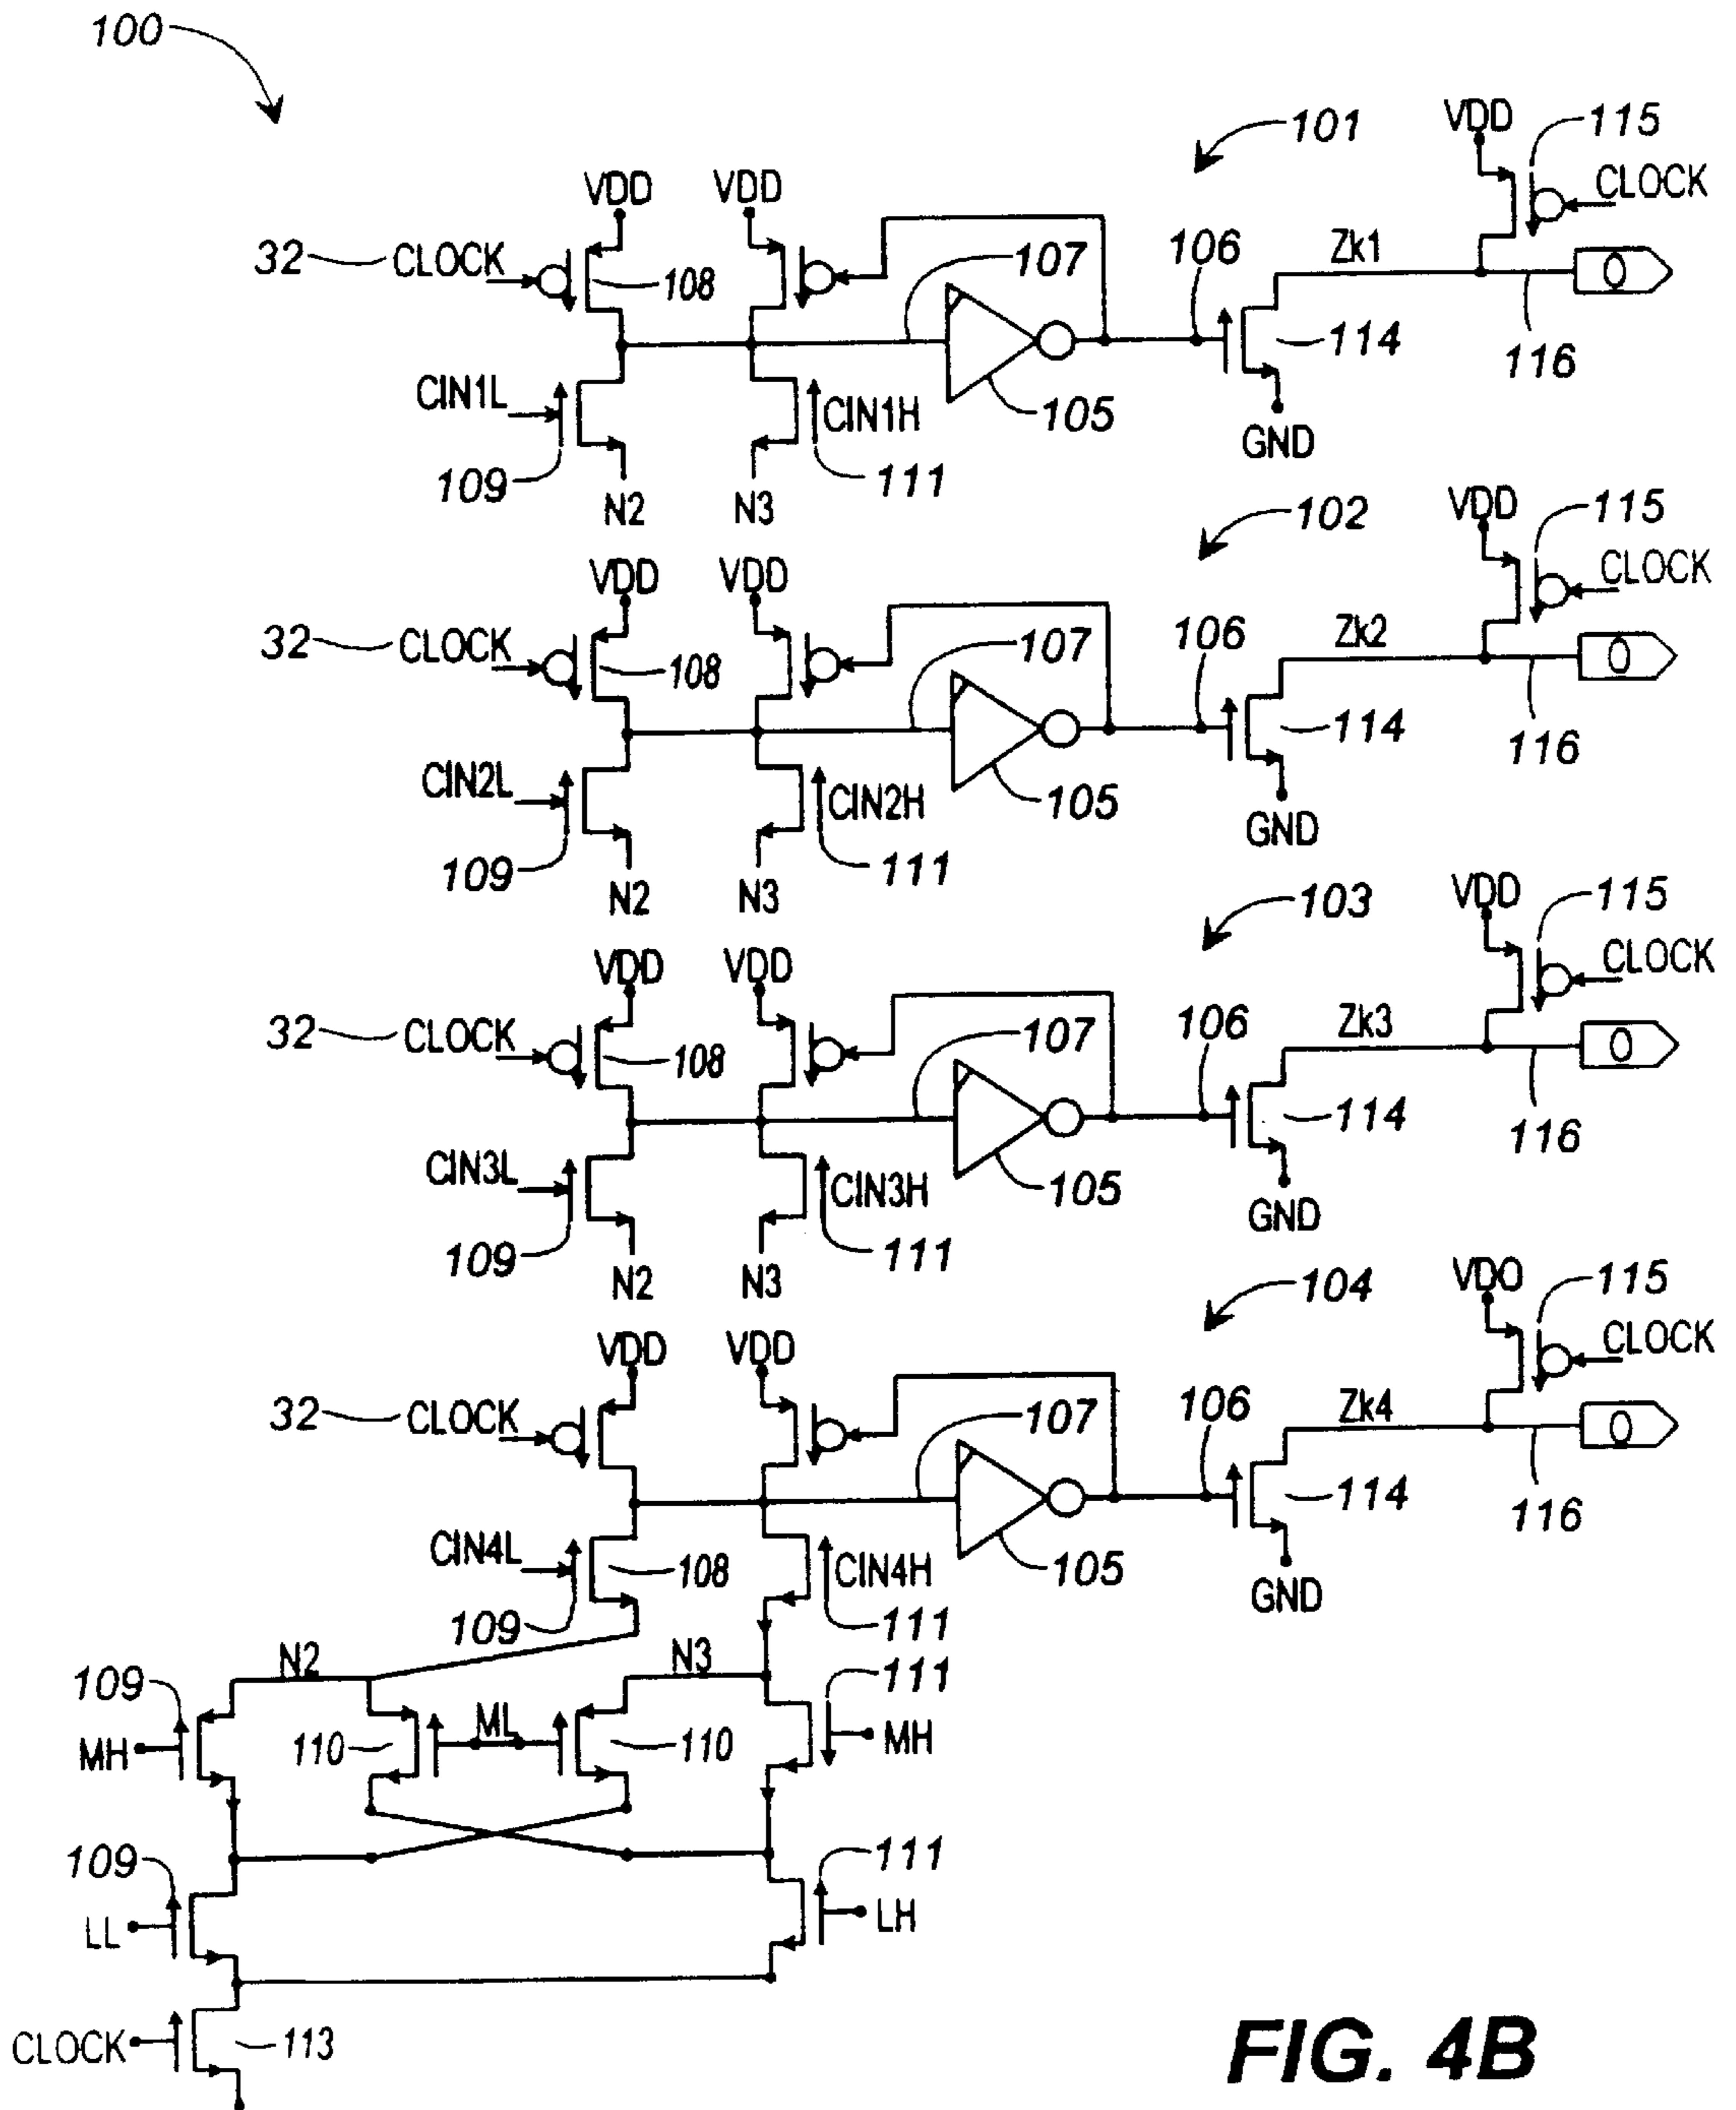 100
101
VDD
115
CLOCK
VDD
VDD
32
CLOCK
108
107
106
Zk1
O
CIN1L
CIN1H
105
114
116
109
111
GND
N2
N3
102
VDD
115
CLOCK
VDD
VDD
32
CLOCK
108
107
106
Zk2
O
CIN2L
CIN2H
105
114
116
109
111
GND
N2
N3
103
VDD
115
CLOCK
VDD
VDD
32
CLOCK
108
107
106
Zk3
O
CIN3L
CIN3H
105
114
116
109
111
GND
N2
N3
104
VDO
115
CLOCK
VDD
VDD
32
CLOCK
107
106
Zk4
O
CIN4L
108
CIN4H
105
114
116
109
111
GND
N2
N3
109
111
MH
110
ML
110
MH
109
111
LL
LH
CLOCK
113
FIG. 4B